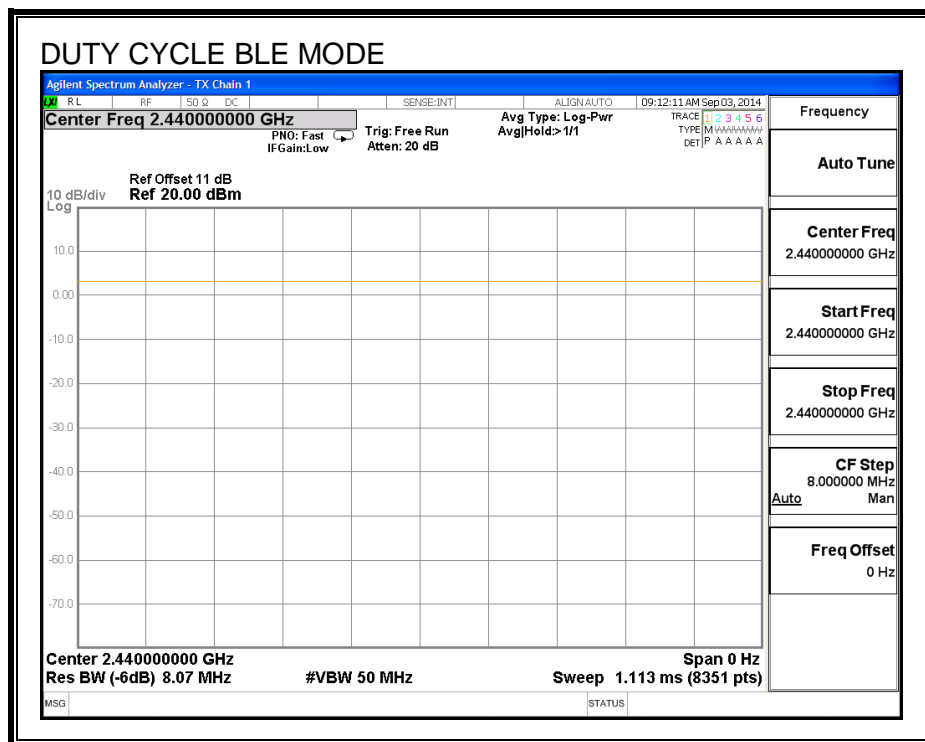 DUTY CYCLE BLE MODE
Agilent Spectrum Analyzer - TX Chain 1
LXI RL RF 50 Ω DC SENSE:INT ALIGN AUTO 09:12:11 AM Sep 03, 2014
Center Freq 2.440000000 GHz
PNO: Fast
IFGain:Low
Trig: Free Run
Atten: 20 dB
Avg Type: Log-Pwr
Avg|Hold:>1/1
TRACE 1 2 3 4 5 6
TYPE M WWWWW
DET P A A A A A
Ref Offset 11 dB
10 dB/div Ref 20.00 dBm
Log
10.0
0.00
-10.0
-20.0
-30.0
-40.0
-50.0
-60.0
-70.0
Center 2.440000000 GHz Span 0 Hz
Res BW (-6dB) 8.07 MHz #VBW 50 MHz Sweep 1.113 ms (8351 pts)
MSG STATUS
Frequency
Auto Tune
Center Freq
2.440000000 GHz
Start Freq
2.440000000 GHz
Stop Freq
2.440000000 GHz
CF Step
8.000000 MHz
Auto Man
Freq Offset
0 Hz